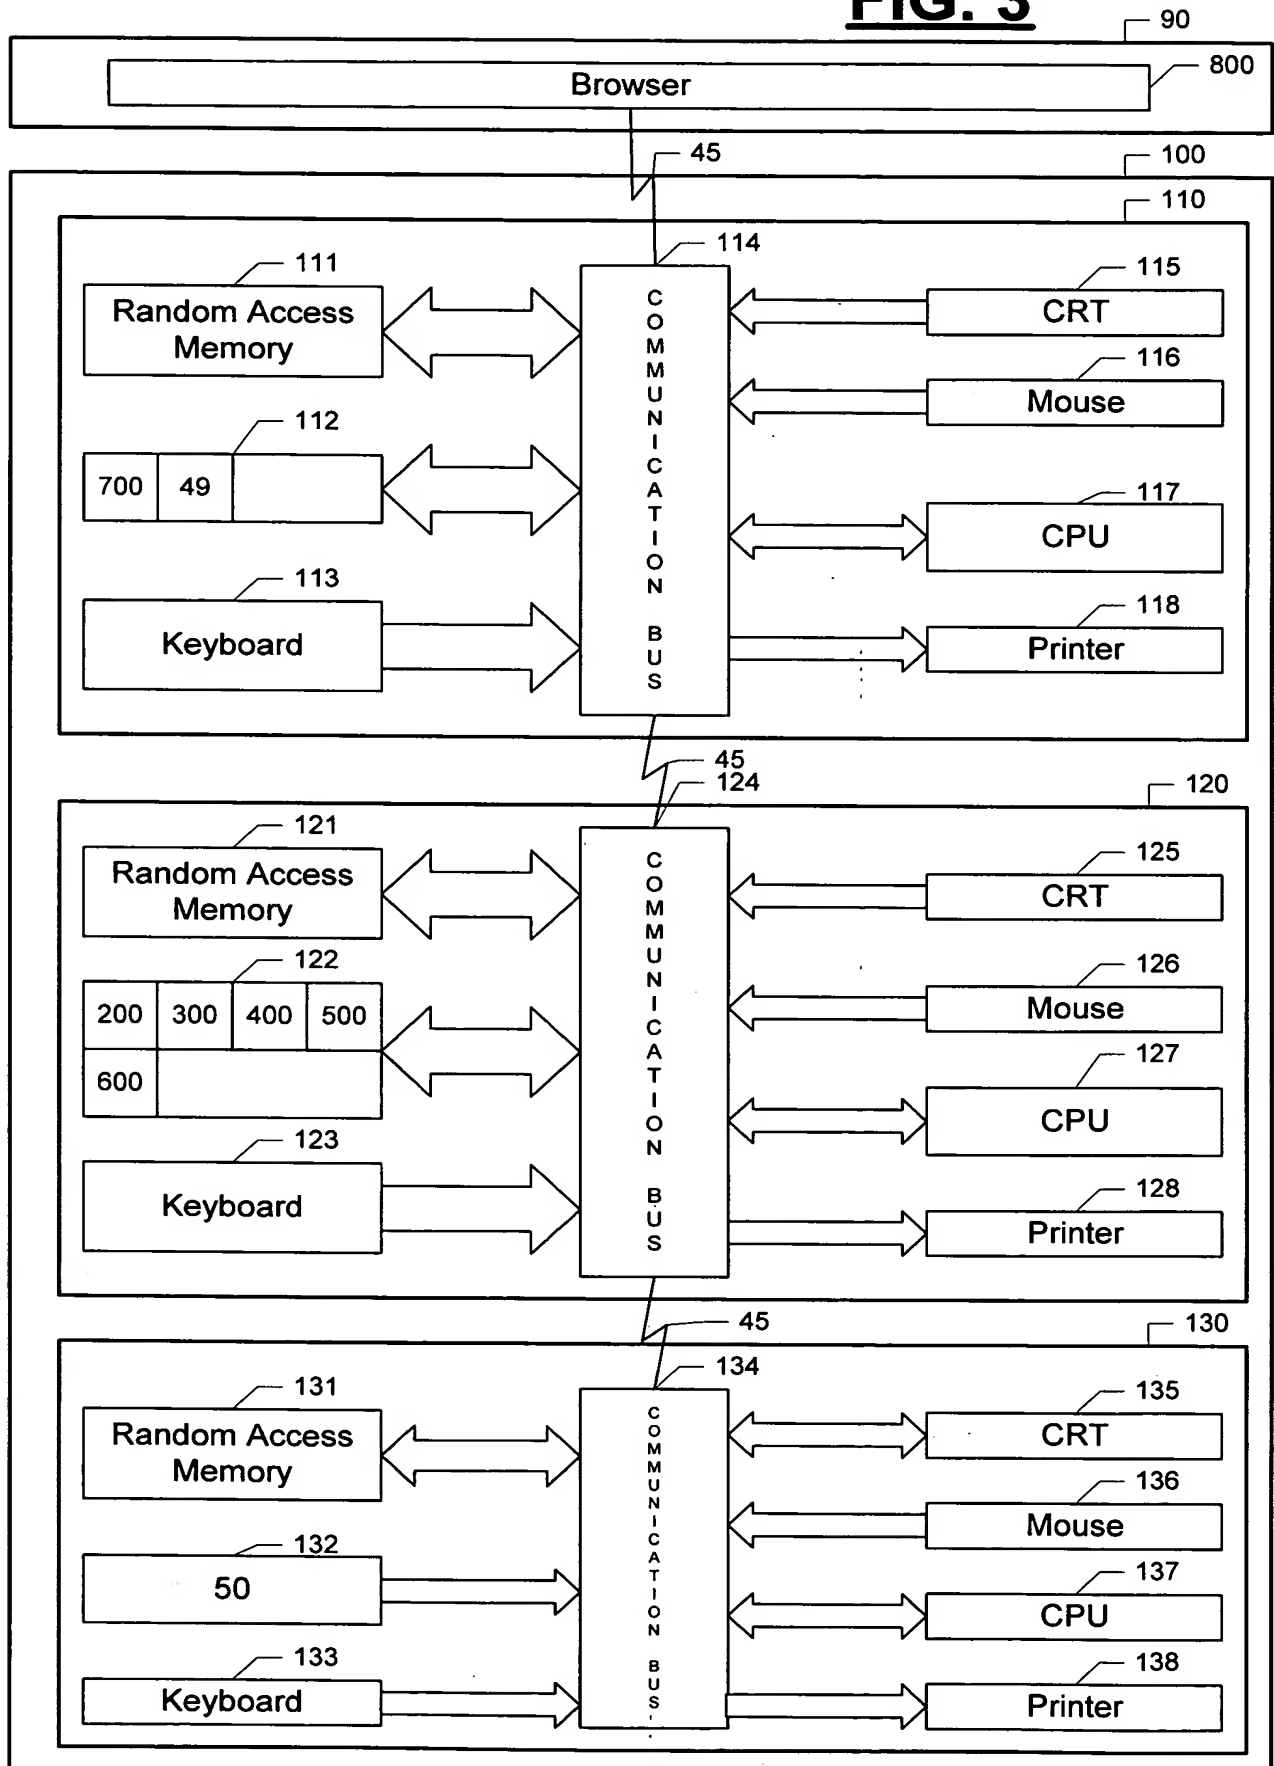 FIG. 3
90
Browser
800
45
100
110
114
111
Random Access
Memory
115
CRT
116
Mouse
112
700 49
117
CPU
113
Keyboard
118
Printer
COMMUNICATION BUS
45
124
120
121
Random Access
Memory
125
CRT
122
200 300 400 500
600
126
Mouse
127
CPU
123
Keyboard
128
Printer
COMMUNICATION BUS
45
130
134
131
Random Access
Memory
135
CRT
136
Mouse
132
50
137
CPU
133
Keyboard
138
Printer
COMMUNICATION BUS